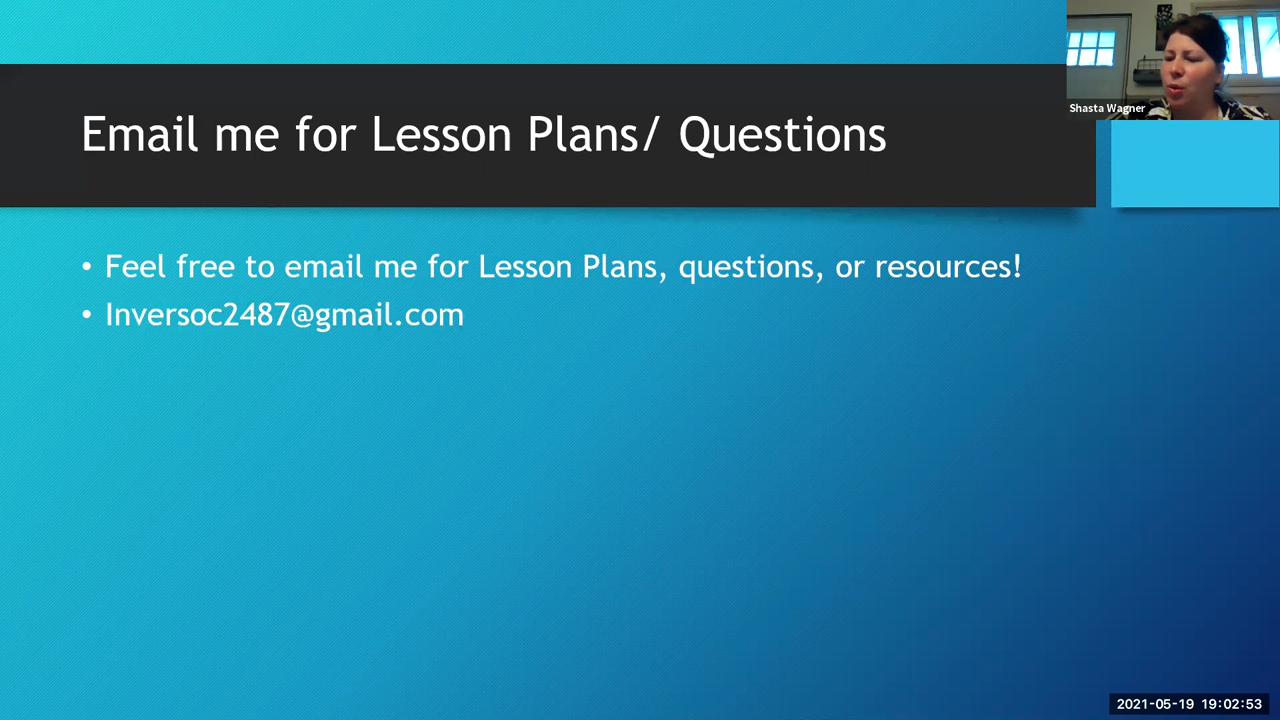 Shasta Wagner
Email me for Lesson Plans/ Questions
• Feel free to email me for Lesson Plans, questions, or resources!
• Inversoc2487@gmail.com
2021-05-19 19:02:53